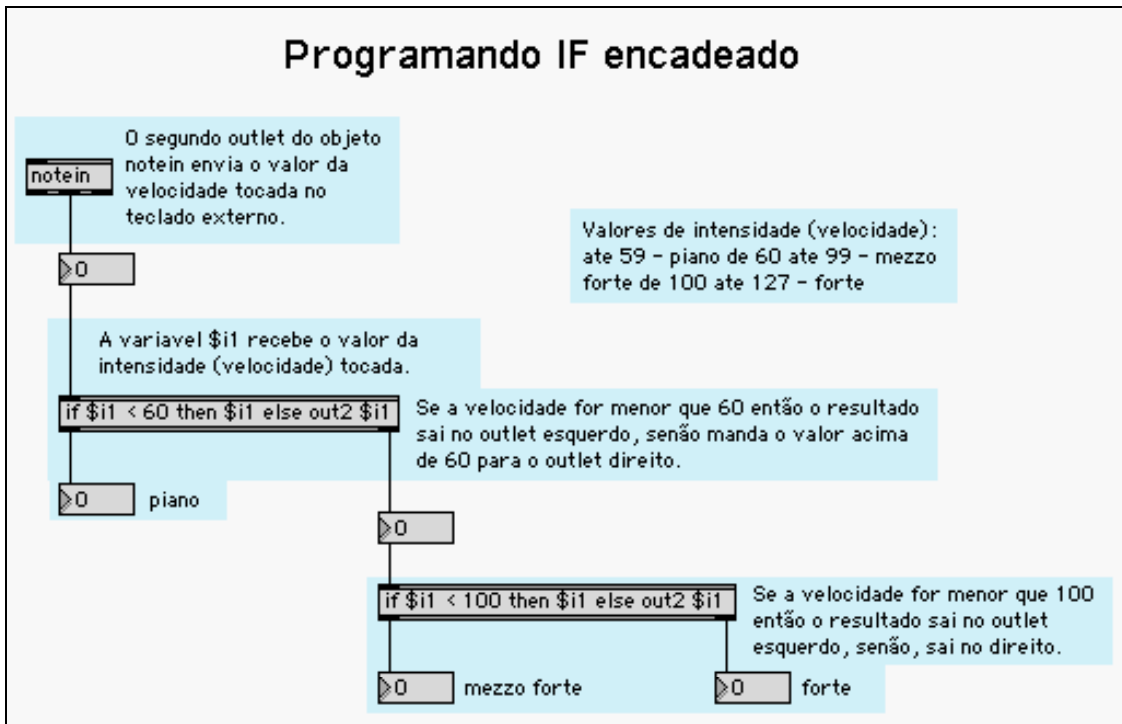 Programando IF encadeado
O segundo outlet do objeto
notein envia o valor da
velocidade tocada no
teclado externo.
notein
Valores de intensidade (velocidade):
ate 59 - piano de 60 ate 99 - mezzo
forte de 100 ate 127 - forte
0
A variavel $i1 recebe o valor da
intensidade (velocidade) tocada.
if $i1 < 60 then $i1 else out2 $i1
Se a velocidade for menor que 60 então o resultado
sai no outlet esquerdo, senão manda o valor acima
de 60 para o outlet direito.
0 piano
0
if $i1 < 100 then $i1 else out2 $i1
Se a velocidade for menor que 100
então o resultado sai no outlet
esquerdo, senão, sai no direito.
0 mezzo forte
0 forte